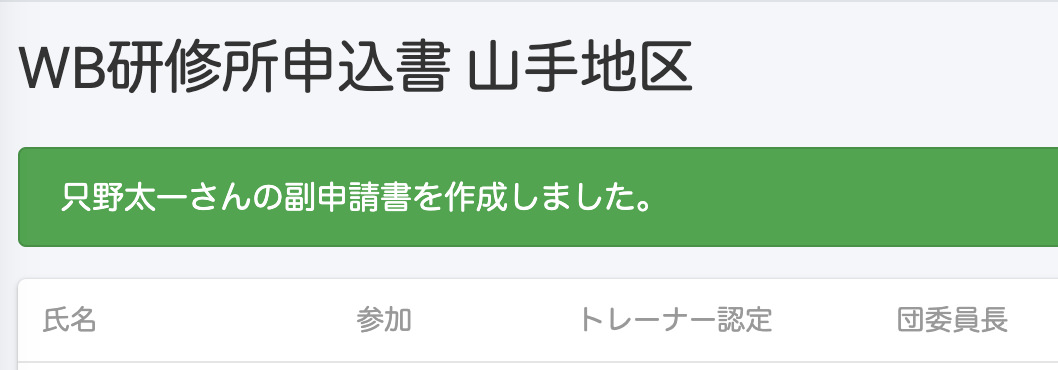 WB研修所申込書 山手地区
只野太一さんの副申請書を作成しました。
氏名 参加 トレーナー認定 団委員長